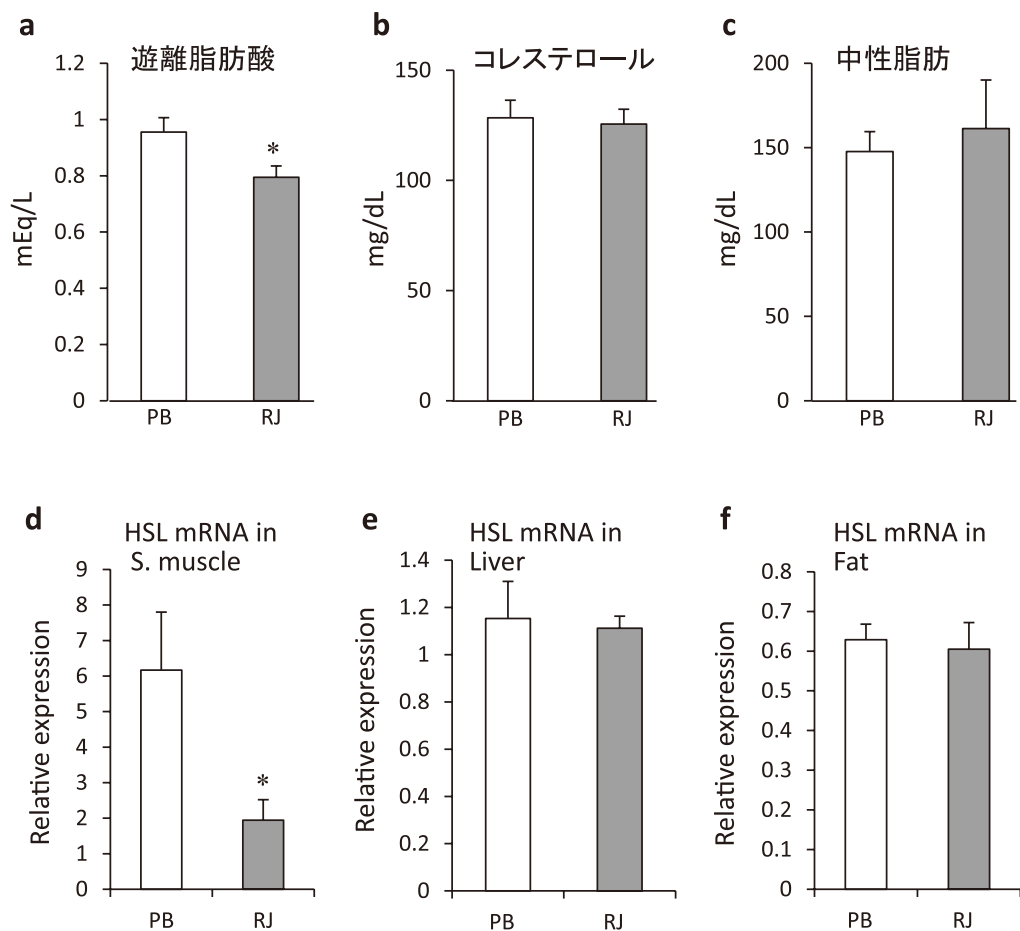 a
遊離脂肪酸
mEq/L
1.2
1
0.8
0.6
0.4
0.2
0
*
PB
RJ
b
コレステロール
mg/dL
150
100
50
0
PB
RJ
c
中性脂肪
mg/dL
200
150
100
50
0
PB
RJ
d
HSL mRNA in
S. muscle
Relative expression
9
8
7
6
5
4
3
2
1
0
*
PB
RJ
e
HSL mRNA in
Liver
Relative expression
1.4
1.2
1
0.8
0.6
0.4
0.2
0
PB
RJ
f
HSL mRNA in
Fat
Relative expression
0.8
0.7
0.6
0.5
0.4
0.3
0.2
0.1
0
PB
RJ